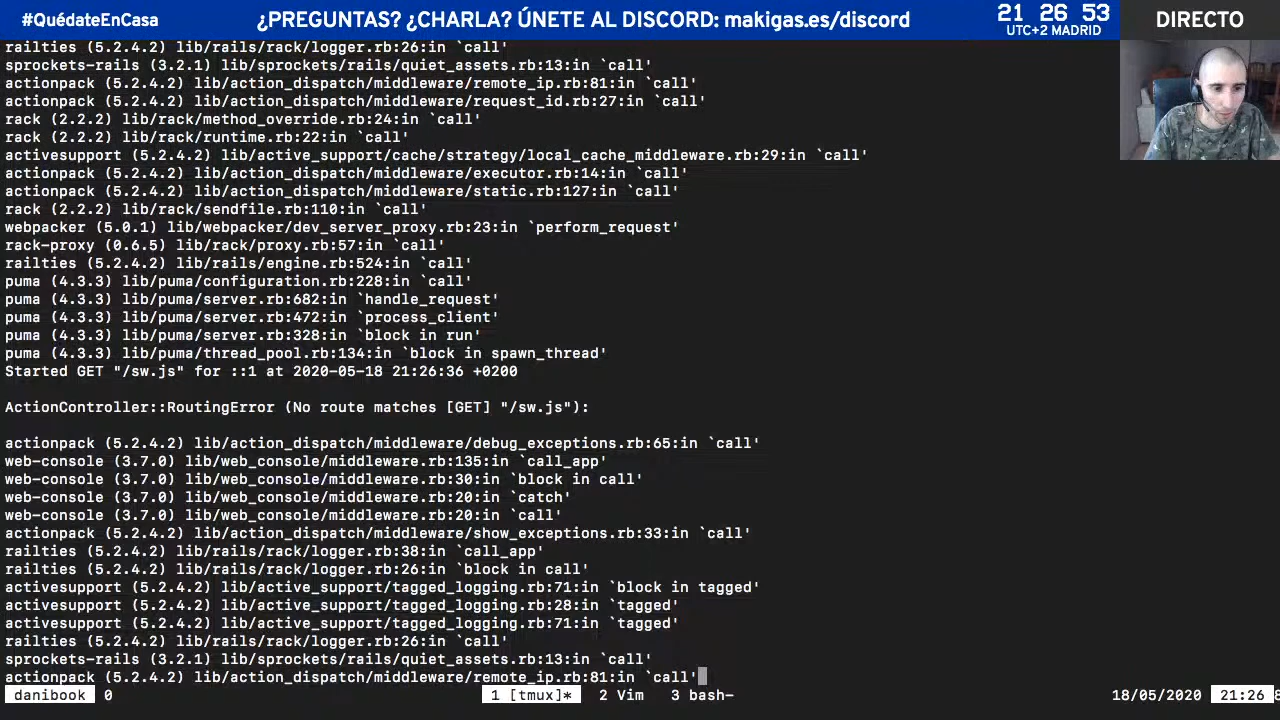 #QuédateEnCasa
¿PREGUNTAS? ¿CHARLA? ÚNETE AL DISCORD: makigas.es/discord
21 26 53
UTC+2 MADRID
DIRECTO
railties (5.2.4.2) lib/rails/rack/logger.rb:26:in `call'
sprockets-rails (3.2.1) lib/sprockets/rails/quiet_assets.rb:13:in `call'
actionpack (5.2.4.2) lib/action_dispatch/middleware/remote_ip.rb:81:in `call'
actionpack (5.2.4.2) lib/action_dispatch/middleware/request_id.rb:27:in `call'
rack (2.2.2) lib/rack/method_override.rb:24:in `call'
rack (2.2.2) lib/rack/runtime.rb:22:in `call'
activesupport (5.2.4.2) lib/active_support/cache/strategy/local_cache_middleware.rb:29:in `call'
actionpack (5.2.4.2) lib/action_dispatch/middleware/executor.rb:14:in `call'
actionpack (5.2.4.2) lib/action_dispatch/middleware/static.rb:127:in `call'
rack (2.2.2) lib/rack/sendfile.rb:110:in `call'
webpacker (5.0.1) lib/webpacker/dev_server_proxy.rb:23:in `perform_request'
rack-proxy (0.6.5) lib/rack/proxy.rb:57:in `call'
railties (5.2.4.2) lib/rails/engine.rb:524:in `call'
puma (4.3.3) lib/puma/configuration.rb:228:in `call'
puma (4.3.3) lib/puma/server.rb:682:in `handle_request'
puma (4.3.3) lib/puma/server.rb:472:in `process_client'
puma (4.3.3) lib/puma/server.rb:328:in `block in run'
puma (4.3.3) lib/puma/thread_pool.rb:134:in `block in spawn_thread'
Started GET "/sw.js" for ::1 at 2020-05-18 21:26:36 +0200
ActionController::RoutingError (No route matches [GET] "/sw.js"):
actionpack (5.2.4.2) lib/action_dispatch/middleware/debug_exceptions.rb:65:in `call'
web-console (3.7.0) lib/web_console/middleware.rb:135:in `call_app'
web-console (3.7.0) lib/web_console/middleware.rb:30:in `block in call'
web-console (3.7.0) lib/web_console/middleware.rb:20:in `catch'
web-console (3.7.0) lib/web_console/middleware.rb:20:in `call'
actionpack (5.2.4.2) lib/action_dispatch/middleware/show_exceptions.rb:33:in `call'
railties (5.2.4.2) lib/rails/rack/logger.rb:38:in `call_app'
railties (5.2.4.2) lib/rails/rack/logger.rb:26:in `block in call'
activesupport (5.2.4.2) lib/active_support/tagged_logging.rb:71:in `block in tagged'
activesupport (5.2.4.2) lib/active_support/tagged_logging.rb:28:in `tagged'
activesupport (5.2.4.2) lib/active_support/tagged_logging.rb:71:in `tagged'
railties (5.2.4.2) lib/rails/rack/logger.rb:26:in `call'
sprockets-rails (3.2.1) lib/sprockets/rails/quiet_assets.rb:13:in `call'
actionpack (5.2.4.2) lib/action_dispatch/middleware/remote_ip.rb:81:in `call'
danibook 0 1 [tmux]* 2 Vim 3 bash- 18/05/2020 21:26